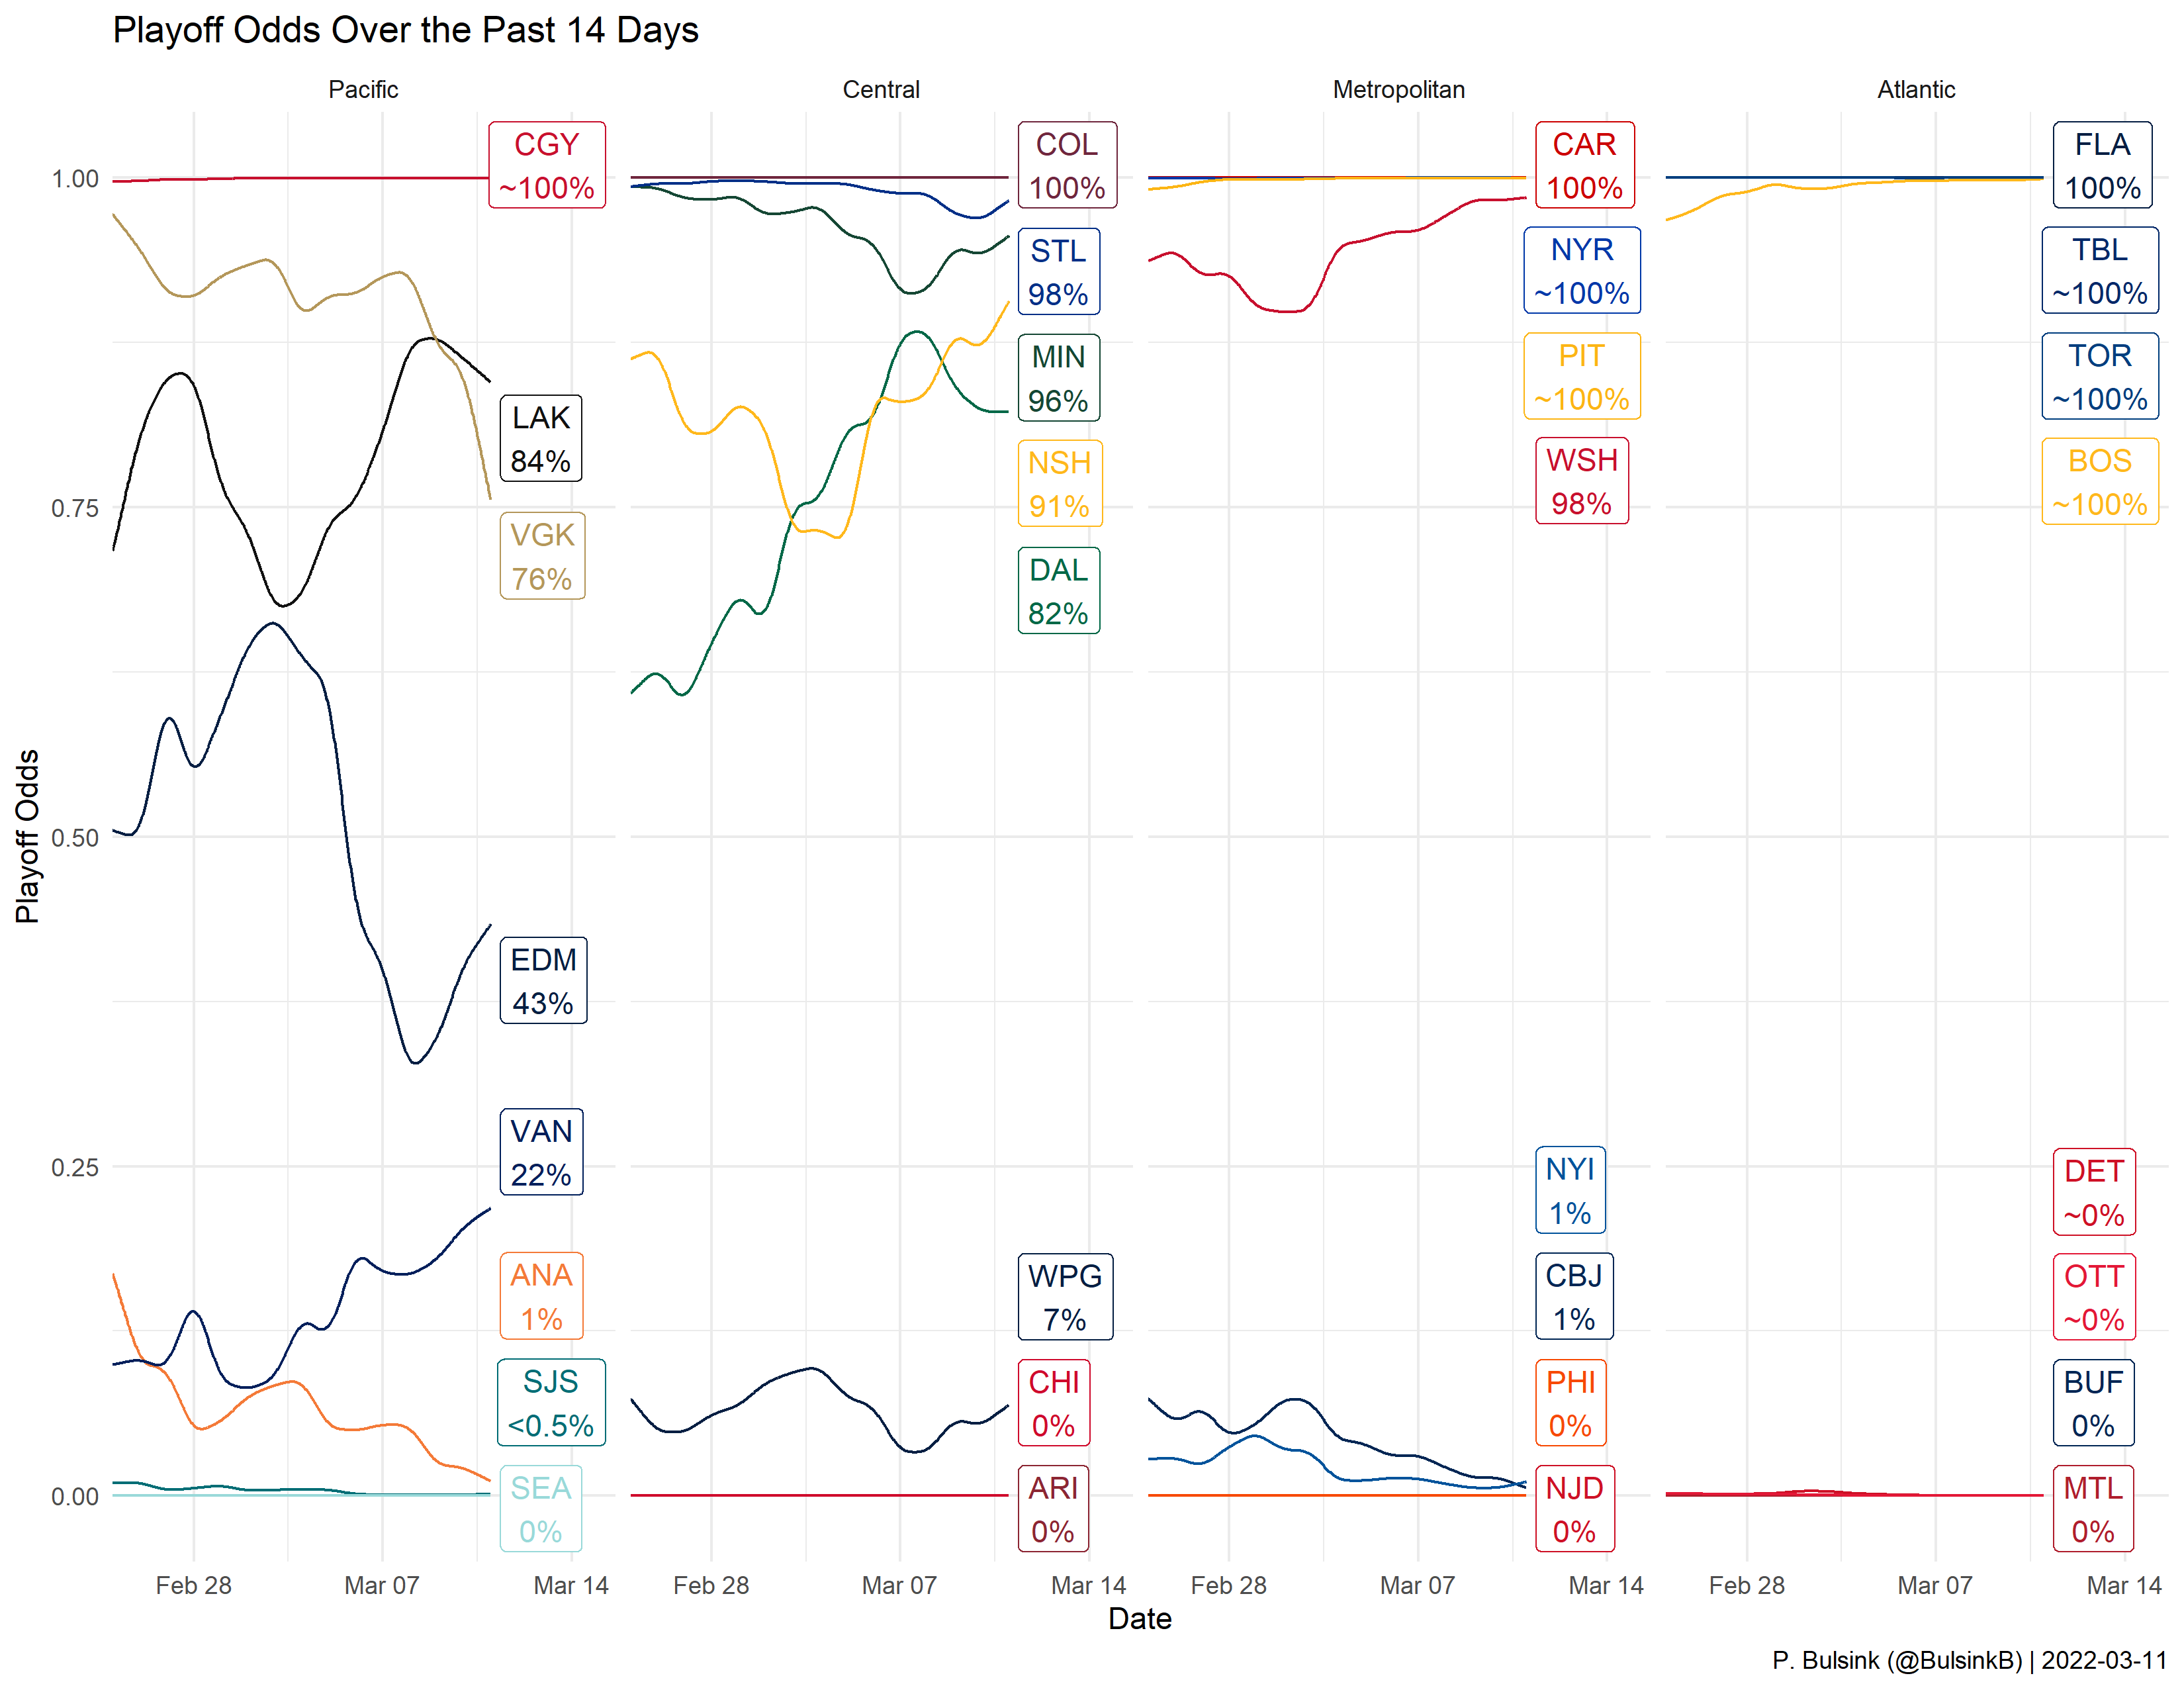 Playoff Odds Over the Past 14 Days
Pacific
Central
Metropolitan
Atlantic
Playoff Odds
1.00
0.75
0.50
0.25
0.00
CGY
~100%
LAK
84%
VGK
76%
EDM
43%
VAN
22%
ANA
1%
SJS
<0.5%
SEA
0%
COL
100%
STL
98%
MIN
96%
NSH
91%
DAL
82%
WPG
7%
CHI
0%
ARI
0%
CAR
100%
NYR
~100%
PIT
~100%
WSH
98%
NYI
1%
CBJ
1%
PHI
0%
NJD
0%
FLA
100%
TBL
~100%
TOR
~100%
BOS
~100%
DET
~0%
OTT
~0%
BUF
0%
MTL
0%
Feb 28 Mar 07 Mar 14
Feb 28 Mar 07 Mar 14
Feb 28 Mar 07 Mar 14
Feb 28 Mar 07 Mar 14
Date
P. Bulsink (@BulsinkB) | 2022-03-11